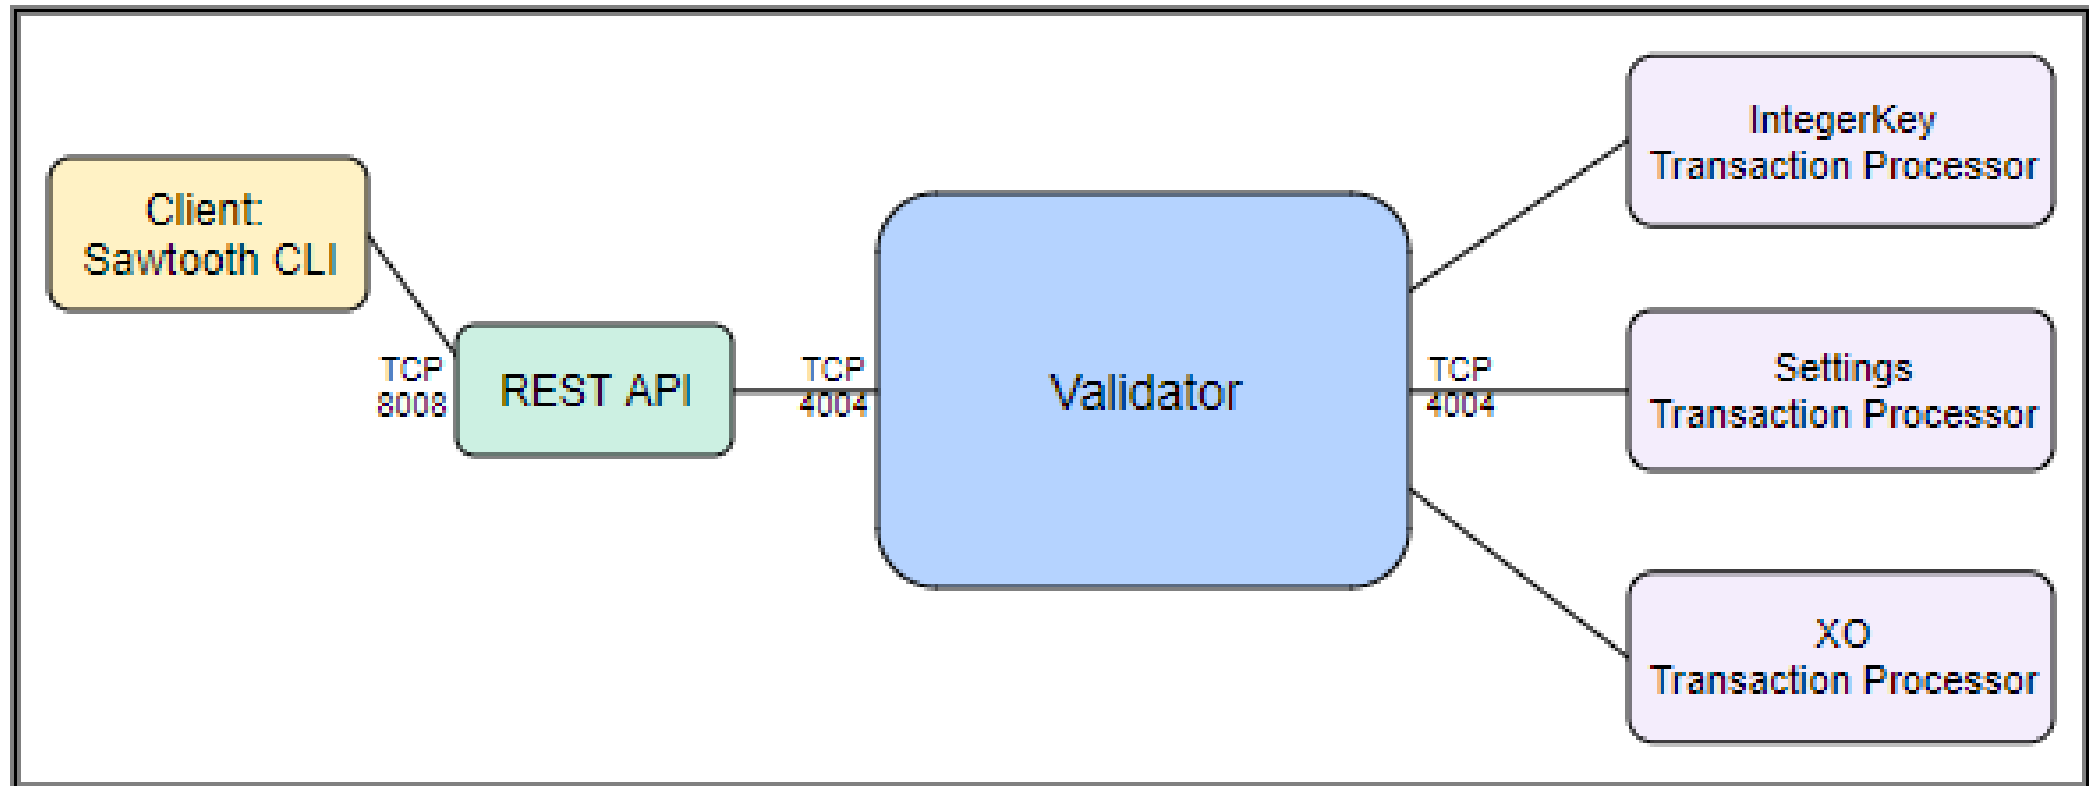 Client:
Sawtooth CLI
TCP
8008
REST API
TCP
4004
Validator
TCP
4004
IntegerKey
Transaction Processor
Settings
Transaction Processor
XO
Transaction Processor